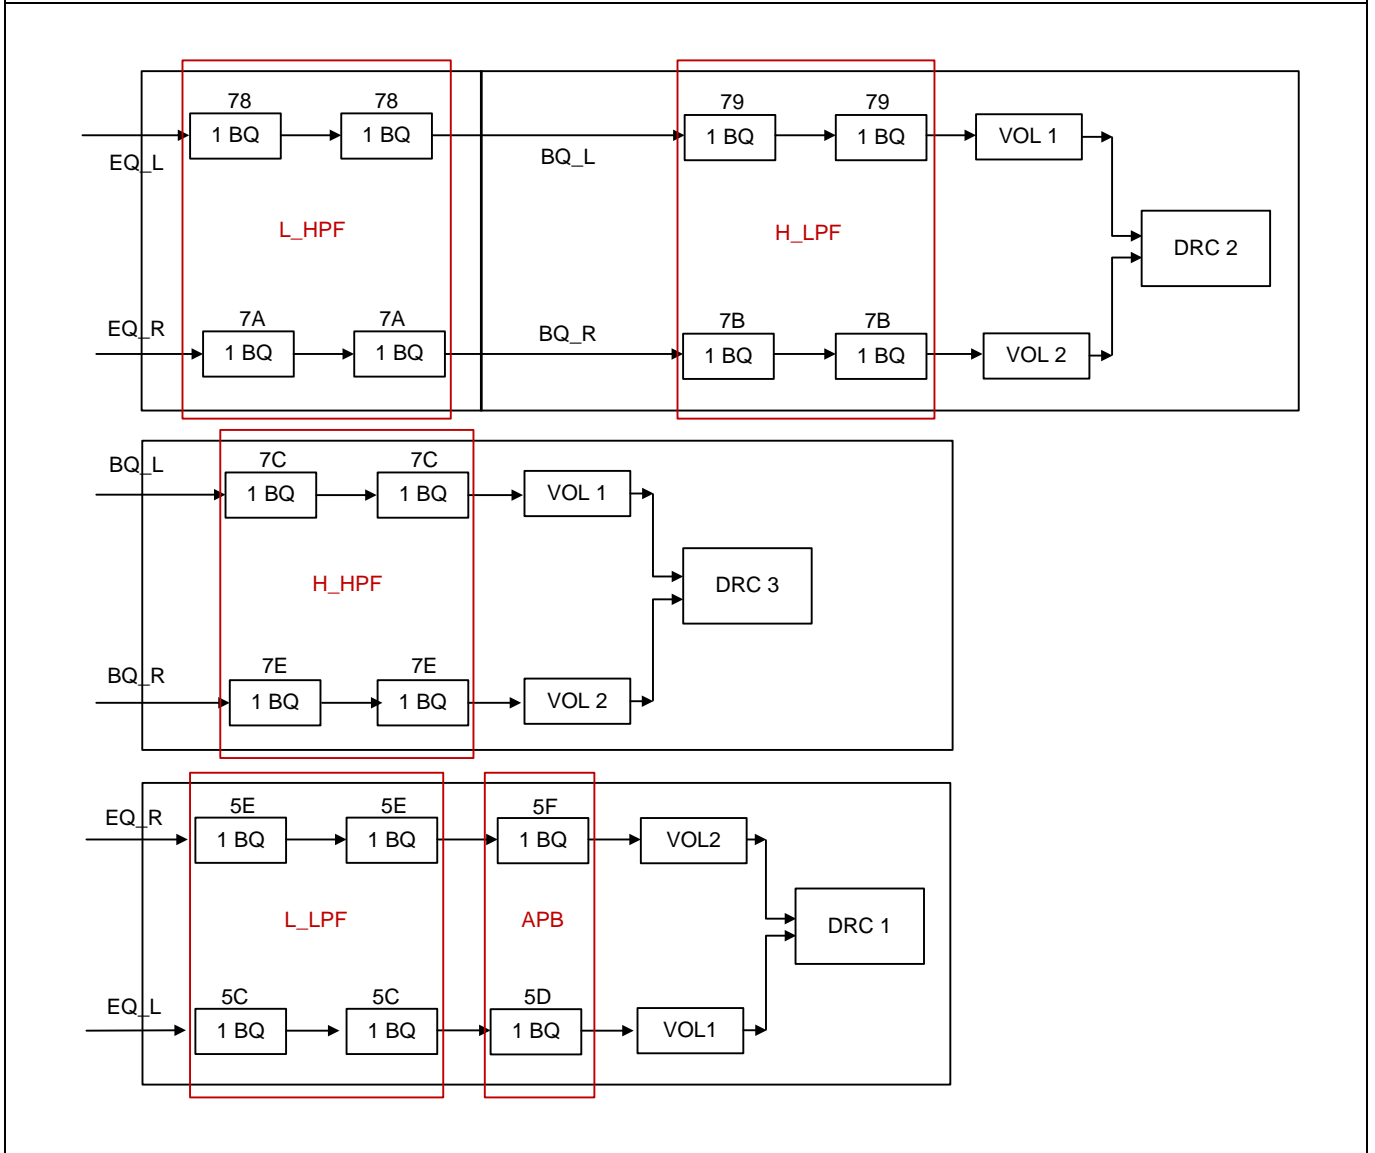 78 78 79 79
1 BQ 1 BQ 1 BQ 1 BQ VOL 1
EQ_L BQ_L
L_HPF H_LPF
DRC 2
7A 7A 7B 7B
EQ_R BQ_R
1 BQ 1 BQ 1 BQ 1 BQ VOL 2
7C 7C
BQ_L
1 BQ 1 BQ VOL 1
H_HPF DRC 3
7E 7E
BQ_R
1 BQ 1 BQ VOL 2
5E 5E 5F
EQ_R
1 BQ 1 BQ 1 BQ VOL2
L_LPF APB DRC 1
5C 5C 5D
EQ_L
1 BQ 1 BQ 1 BQ VOL1